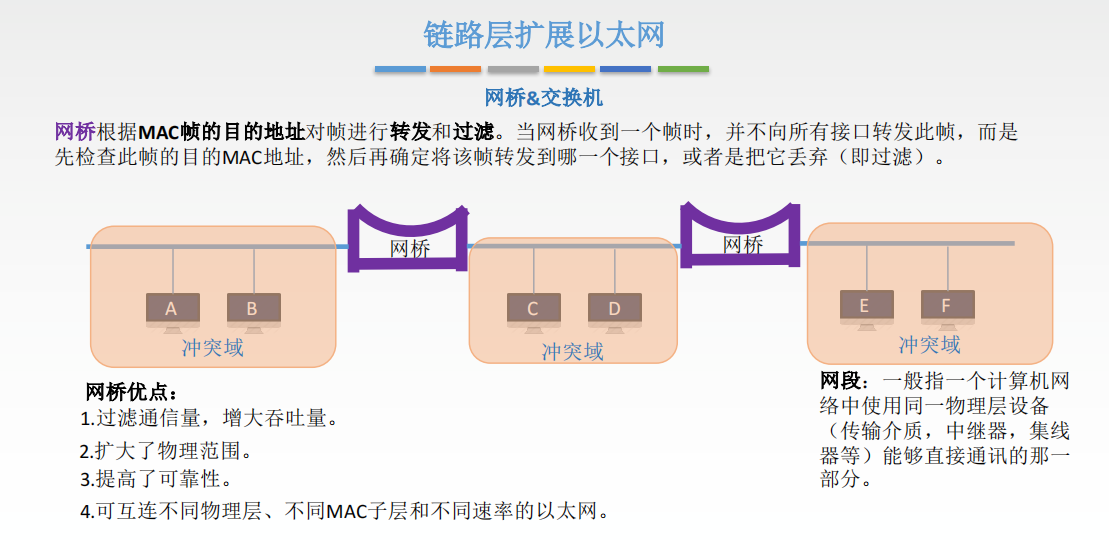 链路层扩展以太网
网桥&交换机
网桥根据MAC帧的目的地址对帧进行转发和过滤。当网桥收到一个帧时，并不向所有接口转发此帧，而是
先检查此帧的目的MAC地址，然后再确定将该帧转发到哪一个接口，或者是把它丢弃（即过滤）。
网桥
网桥
A
B
冲突域
C
D
冲突域
E
F
冲突域
网桥优点：
1.过滤通信量，增大吞吐量。
2.扩大了物理范围。
3.提高了可靠性。
4.可互连不同物理层、不同MAC子层和不同速率的以太网。
网段：一般指一个计算机网
络中使用同一物理层设备
（传输介质，中继器，集线
器等）能够直接通讯的那一
部分。